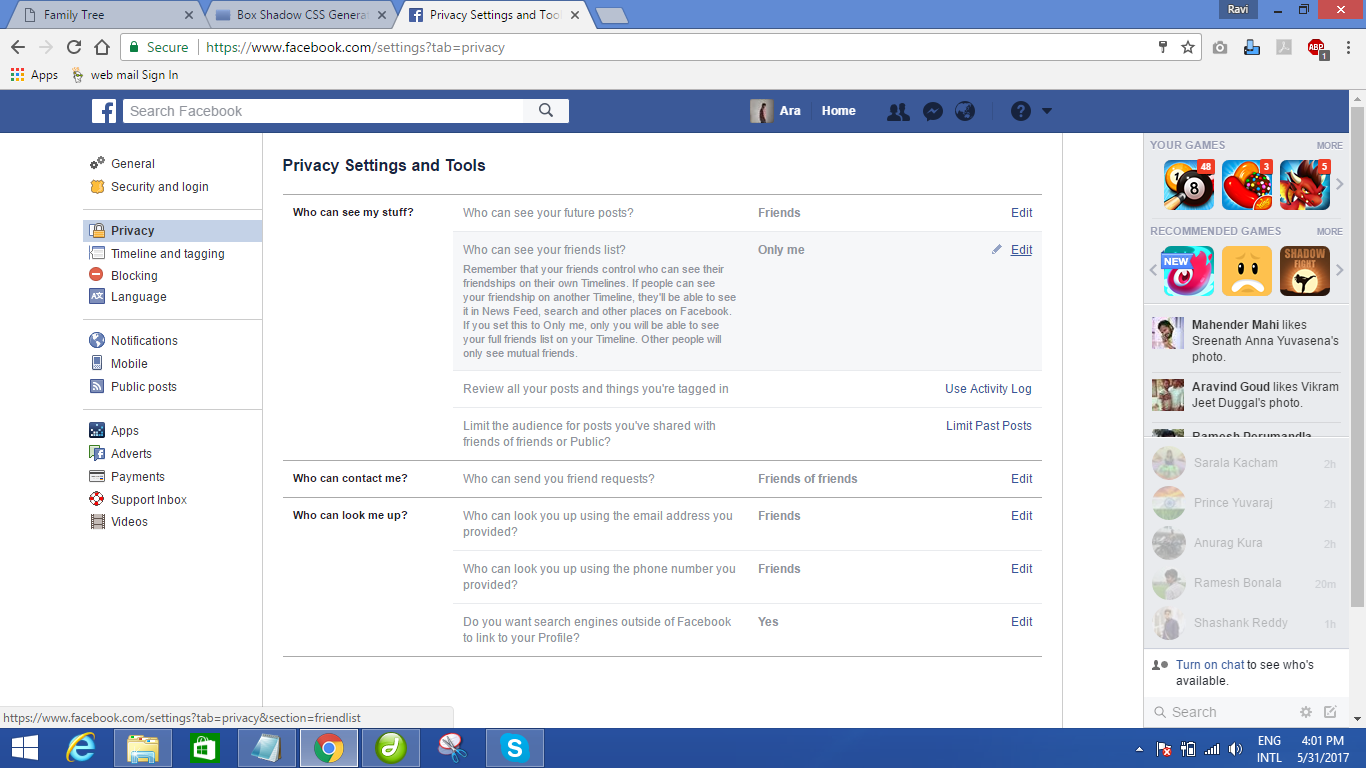 Family Tree
Box Shadow CSS Genera
Privacy Settings and Tool
Ravi
Secure
https://www.facebook.com/settings?tab=privacy
ABP
1
Apps
web mail Sign In
Search Facebook
Ara
Home
General
Security and login
Privacy
Timeline and tagging
Blocking
Language
Notifications
Mobile
Public posts
Apps
Adverts
Payments
Support Inbox
Videos
Privacy Settings and Tools
Who can see my stuff?
Who can see your future posts?
Friends
Edit
Who can see your friends list?
Only me
Edit
Remember that your friends control who can see their
friendships on their own Timelines. If people can see
your friendship on another Timeline, they'll be able to see
it in News Feed, search and other places on Facebook.
If you set this to Only me, only you will be able to see
your full friends list on your Timeline. Other people will
only see mutual friends.
Review all your posts and things you're tagged in
Use Activity Log
Limit the audience for posts you've shared with
friends of friends or Public?
Limit Past Posts
Who can contact me?
Who can send you friend requests?
Friends of friends
Edit
Who can look me up?
Who can look you up using the email address you
provided?
Friends
Edit
Who can look you up using the phone number you
provided?
Friends
Edit
Do you want search engines outside of Facebook
to link to your Profile?
Yes
Edit
YOUR GAMES
MORE
48
3
5
1
8
RECOMMENDED GAMES
MORE
NEW
SHADOW
FIGHT
Mahender Mahi likes
Sreenath Anna Yuvasena's
photo.
Aravind Goud likes Vikram
Jeet Duggal's photo.
Ramesh Perumandla
Sarala Kacham
2h
Prince Yuvaraj
2h
Anurag Kura
2h
Ramesh Bonala
20m
Shashank Reddy
1h
Turn on chat to see who's
available.
Search
https://www.facebook.com/settings?tab=privacy&section=friendlist
ENG
INTL
4:01 PM
5/31/2017